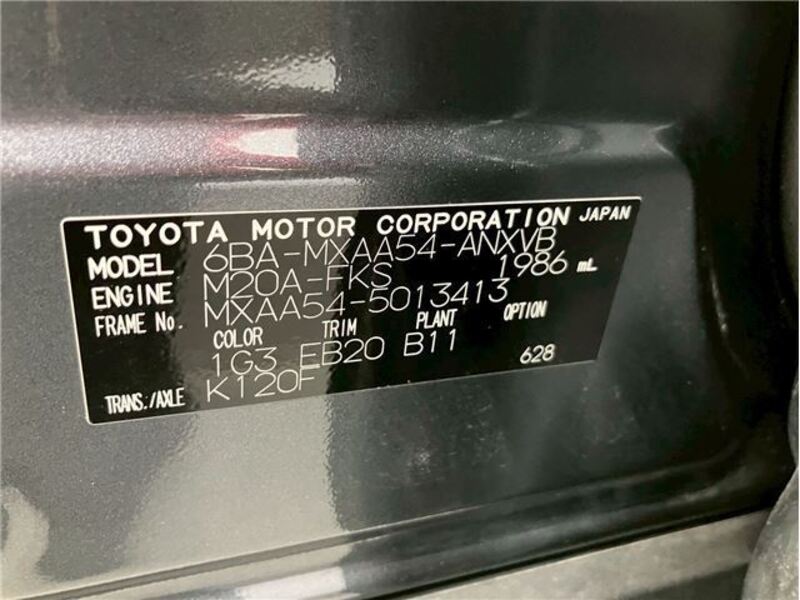 TOYOTA MOTOR CORPORATION JAPAN
MODEL 6BA-MXAA54-ANXVB
ENGINE M20A-FKS 1986 mL
FRAME No. MXAA54-5013413
COLOR TRIM PLANT OPTION
1G3 EB20 B11 628
TRANS./AXLE K120F